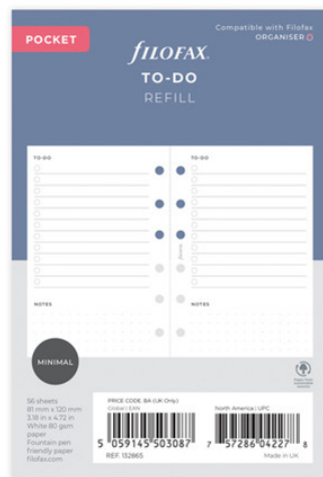 POCKET
Compatible with Filofax
ORGANISER
fILOFAX
TO-DO
REFILL
TO-DO
TO-DO
filofax
NOTES
NOTES
MINIMAL
56 sheets
81 mm x 120 mm
3.18 in x 4.72 in
White 80 gsm
paper
Fountain pen
friendly paper
filofax.com
PRICE CODE, BA (UK Only)
Global | EAN
North America | UPC
5 059145 503087
7 57286 04227 8
REF. 132865
Made in UK